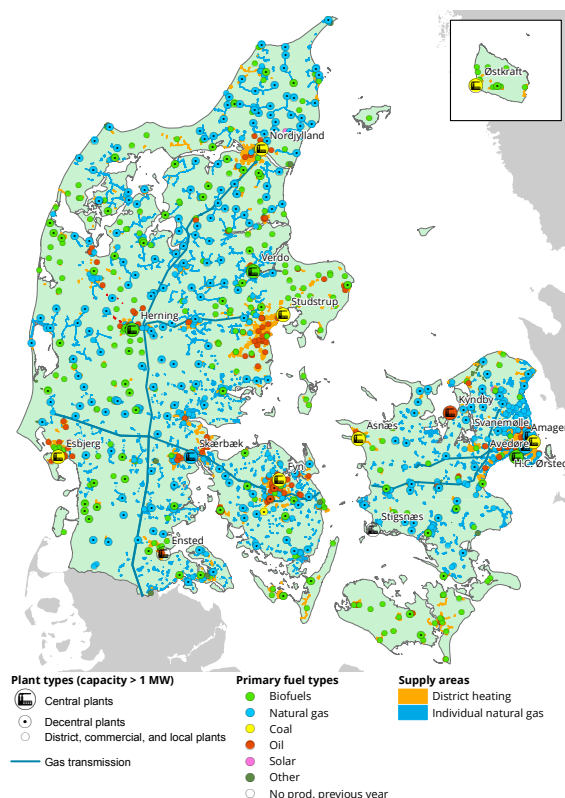 Østkraft
Nordjylland
Verdo
Studstrup
Herning
Kyndby
Svanemølle
Asnæs
Amager
Esbjerg
Skærbæk
Avedøre
H.C. Ørsted
Fyn
Stigsnæs
Ensted
Plant types (capacity > 1 MW)
Central plants
Decentral plants
District, commercial, and local plants
Gas transmission
Primary fuel types
Biofuels
Natural gas
Coal
Oil
Solar
Other
No prod. previous year
Supply areas
District heating
Individual natural gas